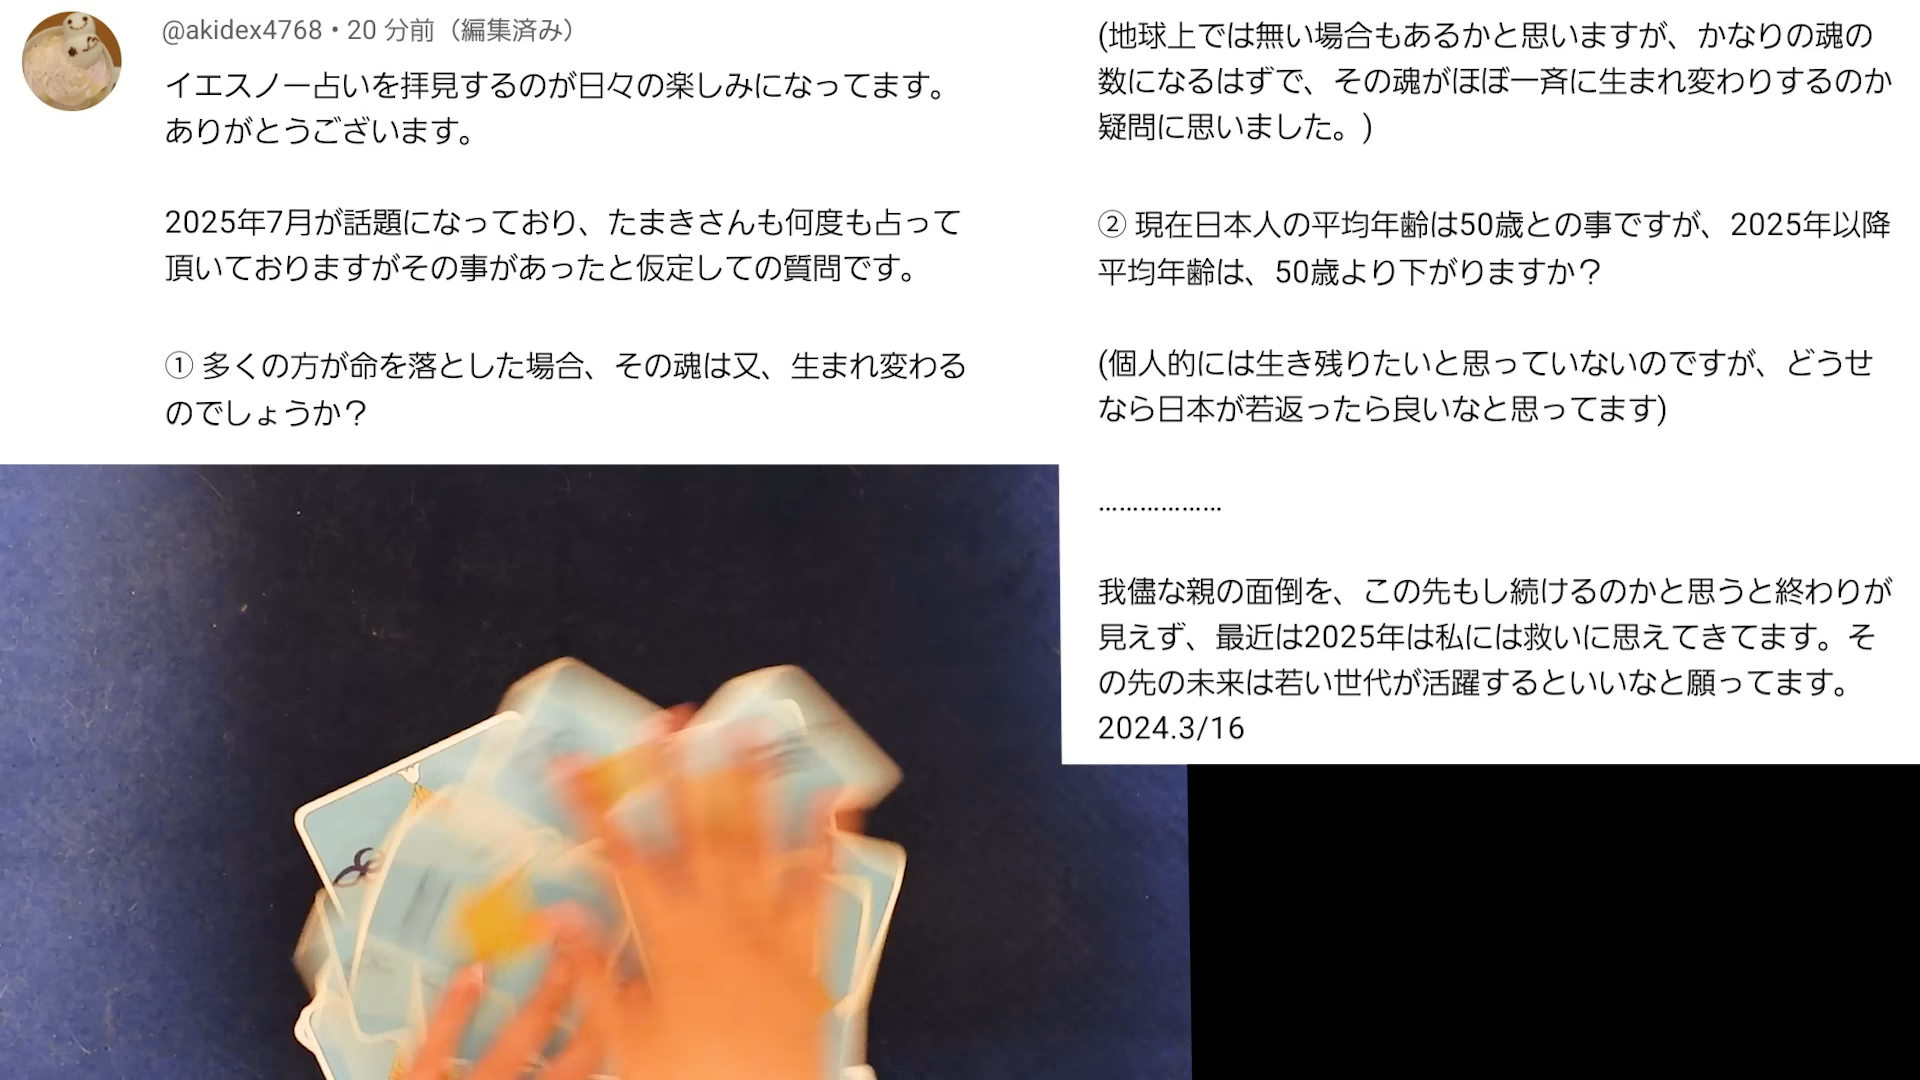 @akidex4768 • 20 分前（編集済み）
イエスノー占いを拝見するのが日々の楽しみになってます。
ありがとうございます。
2025年7月が話題になっており、たまきさんも何度も占って
頂いておりますがその事があったと仮定しての質問です。
① 多くの方が命を落とした場合、その魂は又、生まれ変わる
のでしょうか？
(地球上では無い場合もあるかと思いますが、かなりの魂の
数になるはずで、その魂がほぼ一斉に生まれ変わりするのか
疑問に思いました。)
② 現在日本人の平均年齢は50歳との事ですが、2025年以降
平均年齢は、50歳より下がりますか？
(個人的には生き残りたいと思っていないのですが、どうせ
なら日本が若返ったら良いなと思ってます)
………………
我儘な親の面倒を、この先もし続けるのかと思うと終わりが
見えず、最近は2025年は私には救いに思えてきてます。そ
の先の未来は若い世代が活躍するといいなと願ってます。
2024.3/16